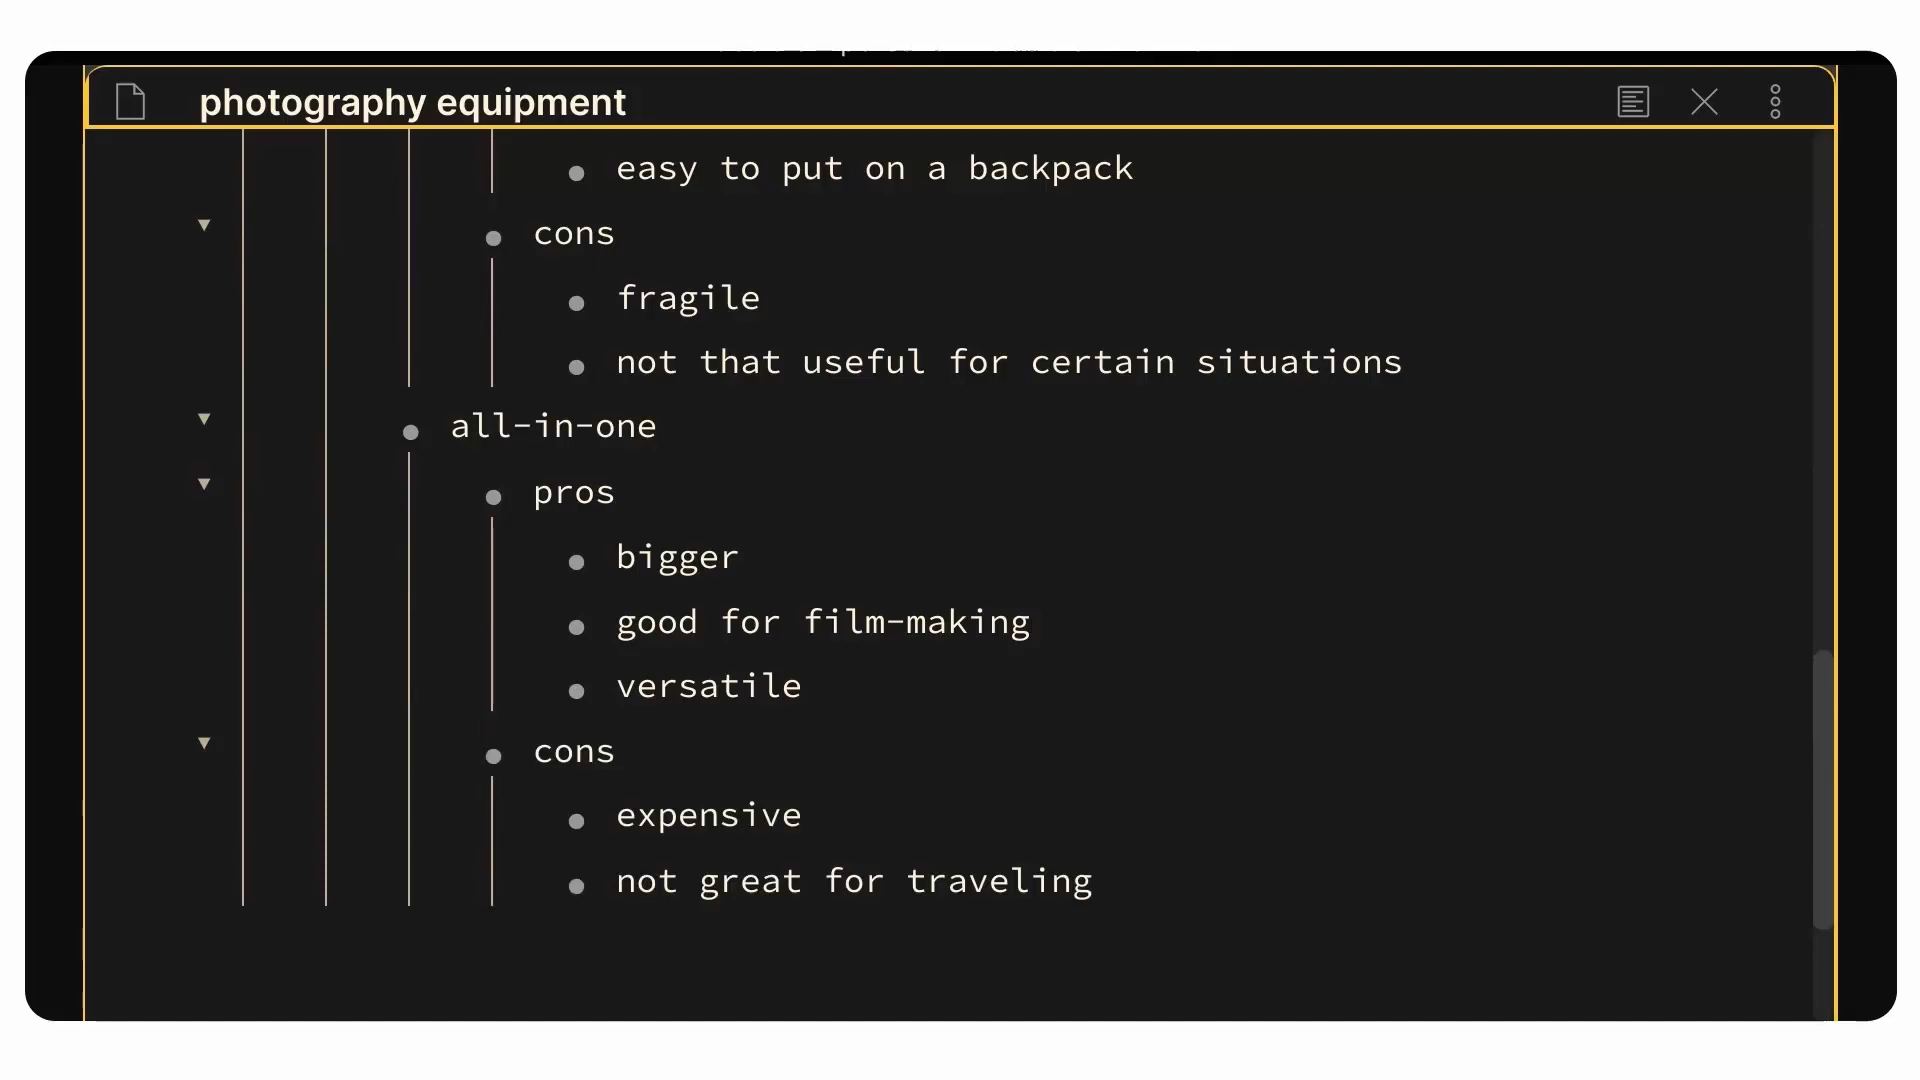 photography equipment
easy to put on a backpack
cons
fragile
not that useful for certain situations
all-in-one
pros
bigger
good for film-making
versatile
cons
expensive
not great for traveling